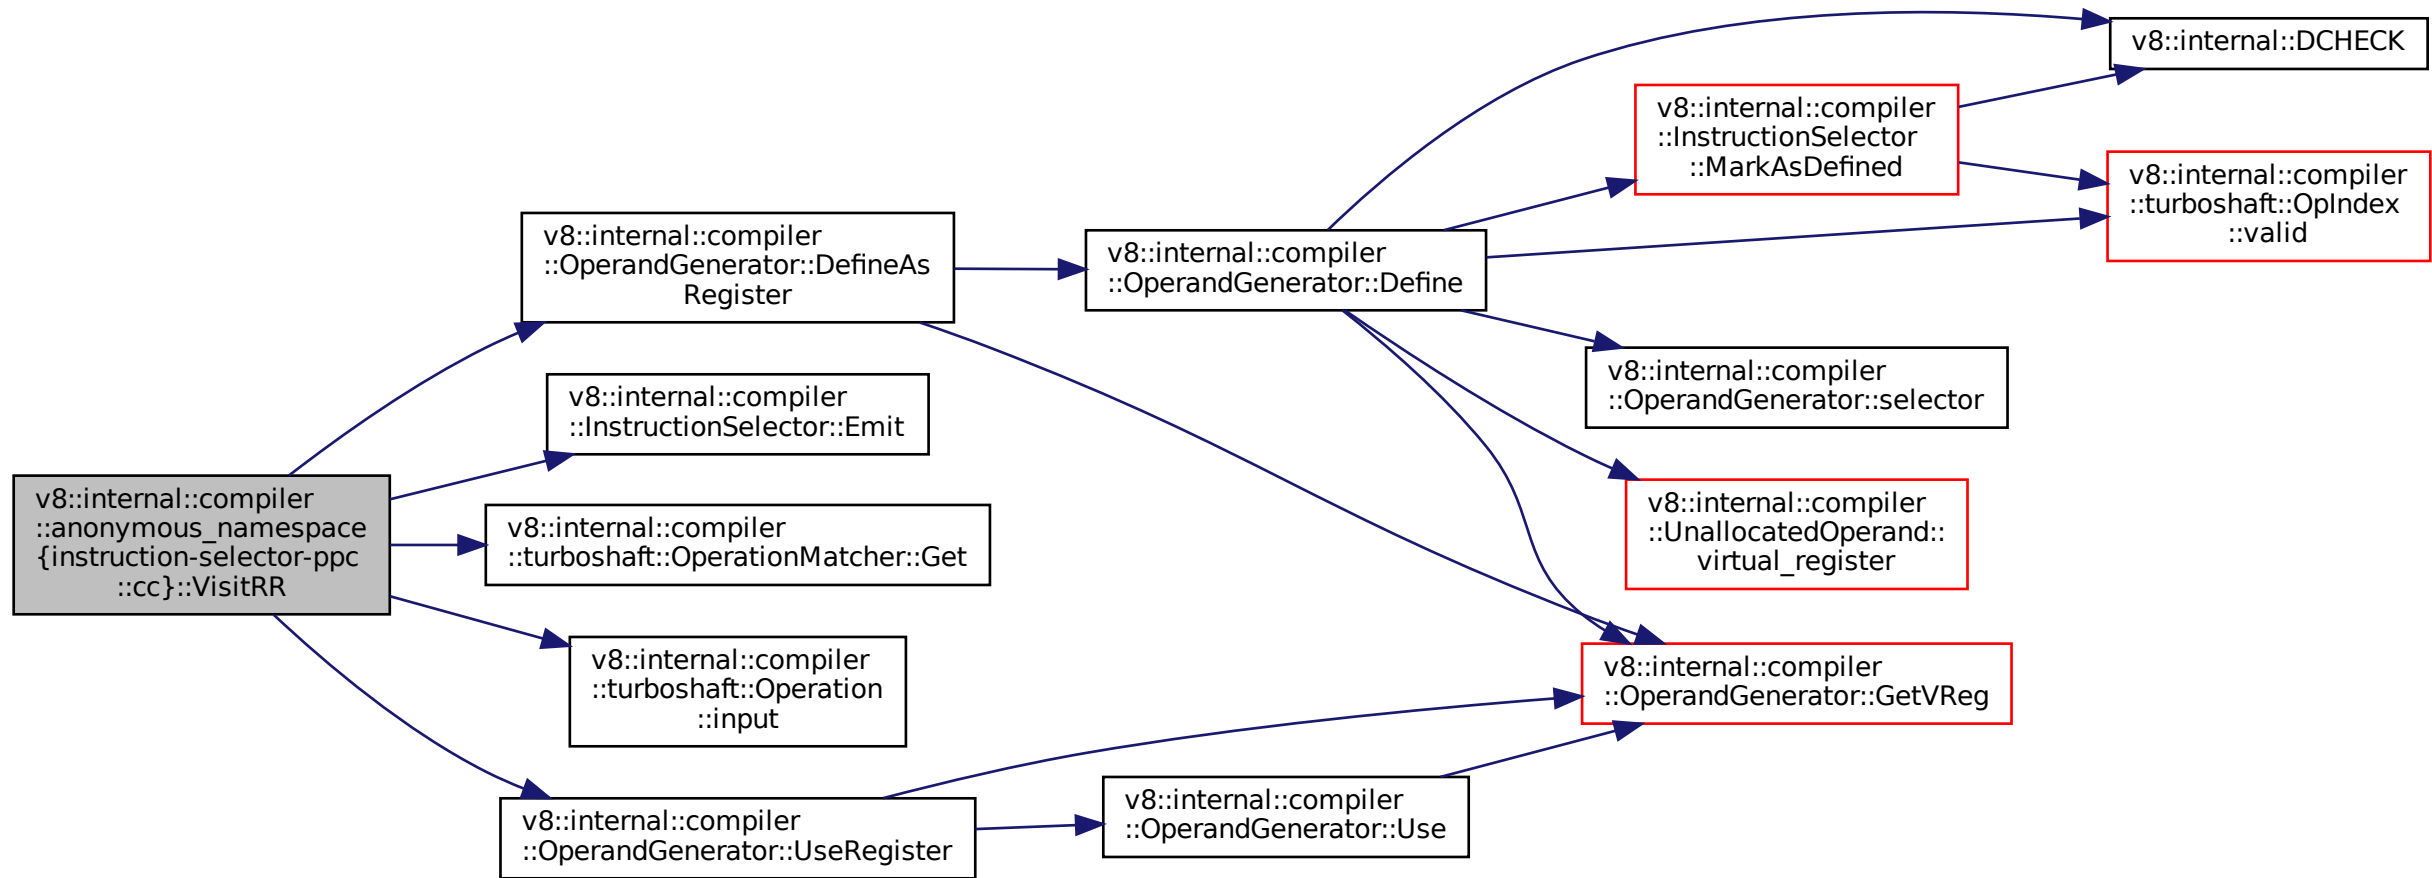 v8::internal::compiler
::anonymous_namespace
{instruction-selector-ppc
::cc}::VisitRR
v8::internal::compiler
::OperandGenerator::DefineAs
Register
v8::internal::compiler
::InstructionSelector::Emit
v8::internal::compiler
::turboshaft::OperationMatcher::Get
v8::internal::compiler
::turboshaft::Operation
::input
v8::internal::compiler
::OperandGenerator::UseRegister
v8::internal::compiler
::OperandGenerator::Define
v8::internal::compiler
::OperandGenerator::Use
v8::internal::compiler
::InstructionSelector
::MarkAsDefined
v8::internal::compiler
::OperandGenerator::selector
v8::internal::compiler
::UnallocatedOperand::
virtual_register
v8::internal::compiler
::OperandGenerator::GetVReg
v8::internal::DCHECK
v8::internal::compiler
::turboshaft::OpIndex
::valid